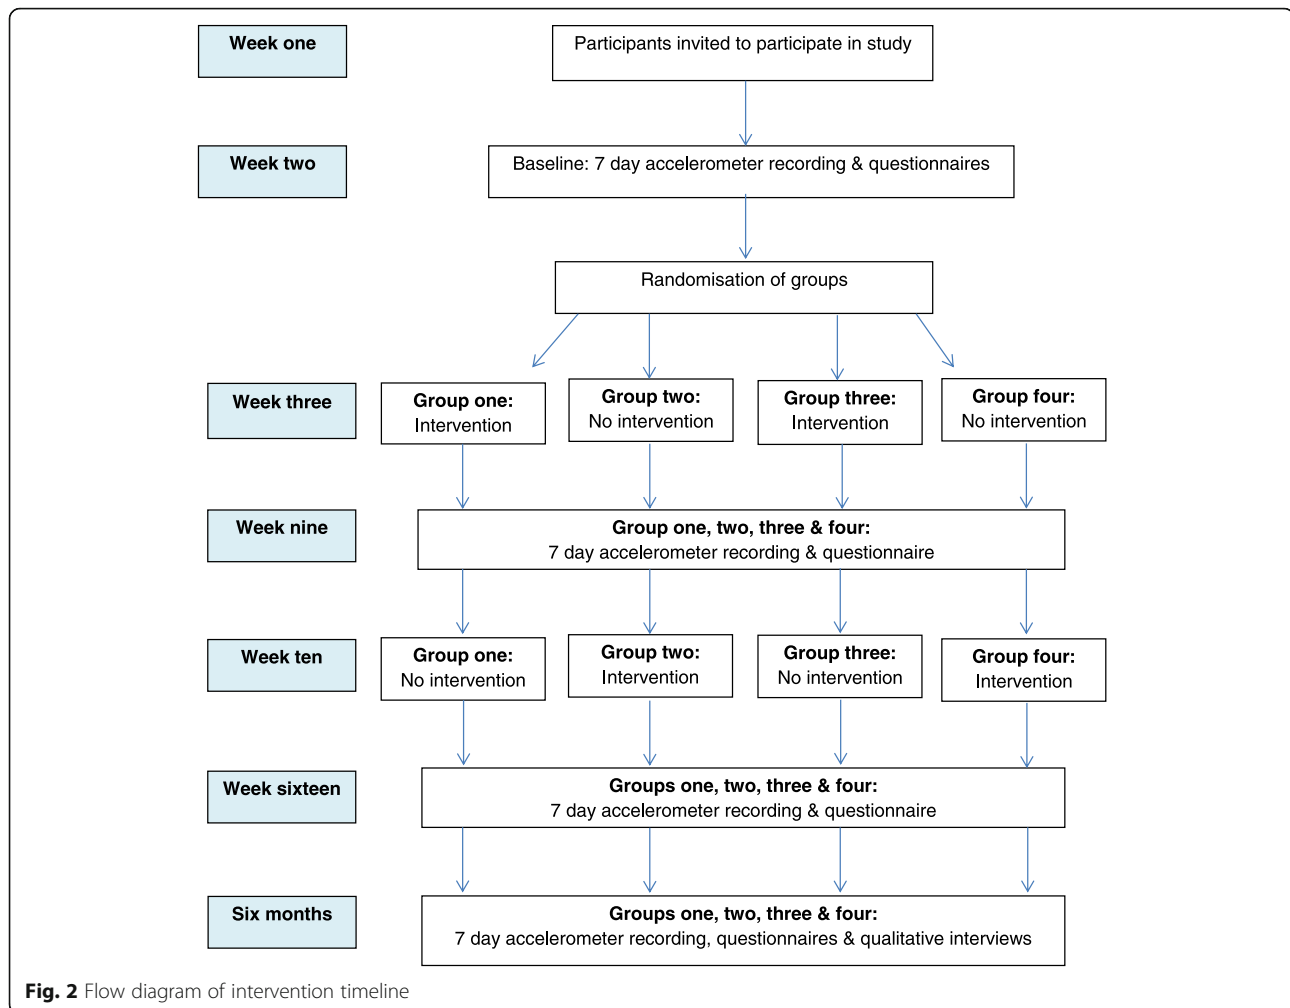 Week one
Participants invited to participate in study
Week two
Baseline: 7 day accelerometer recording & questionnaires
Randomisation of groups
Week three
Group one:
Intervention
Group two:
No intervention
Group three:
Intervention
Group four:
No intervention
Week nine
Group one, two, three & four:
7 day accelerometer recording & questionnaire
Week ten
Group one:
No intervention
Group two:
Intervention
Group three:
No intervention
Group four:
Intervention
Week sixteen
Groups one, two, three & four:
7 day accelerometer recording & questionnaire
Six months
Groups one, two, three & four:
7 day accelerometer recording, questionnaires & qualitative interviews
Fig. 2 Flow diagram of intervention timeline